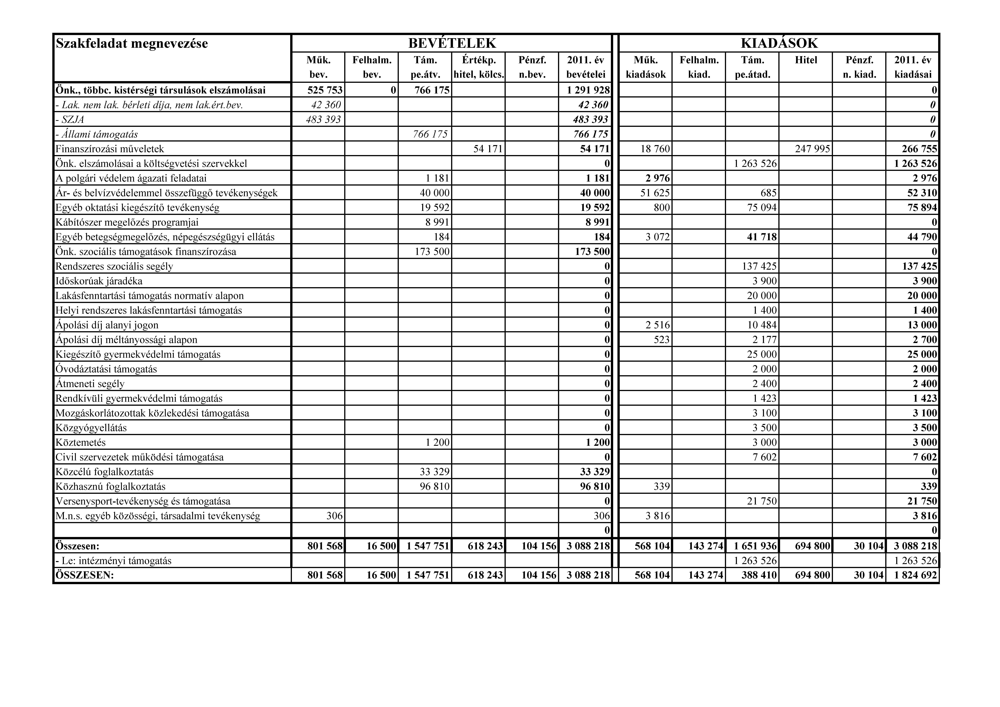 Szakfeladat megnevezése BEVÉTELEK KIADÁSOK
Műk. Felhalm. Tám. Értékp. Pénzf. 2011. év Műk. Felhalm. Tám. Hitel Pénzf. 2011. év
bev. bev. pe.átv. hitel, kölcs. n.bev. bevételei kiadások kiad. pe.átad. n. kiad. kiadásai
Önk., többc. kistérségi társulások elszámolásai 525 753 0 766 175 1 291 928 0
- Lak. nem lak. bérleti díja, nem lak.ért.bev. 42 360 42 360 0
- SZJA 483 393 483 393 0
- Állami támogatás 766 175 766 175 0
Finanszírozási műveletek 54 171 54 171 18 760 247 995 266 755
Önk. elszámolásai a költségvetési szervekkel 0 1 263 526 1 263 526
A polgári védelem ágazati feladatai 1 181 1 181 2 976 2 976
Ár- és belvízvédelemmel összefüggő tevékenységek 40 000 40 000 51 625 685 52 310
Egyéb oktatási kiegészítő tevékenység 19 592 19 592 800 75 094 75 894
Kábítószer megelőzés programjai 8 991 8 991 0
Egyéb betegségmegelőzés, népegészségügyi ellátás 184 184 3 072 41 718 44 790
Önk. szociális támogatások finanszírozása 173 500 173 500 0
Rendszeres szociális segély 0 137 425 137 425
Időskorúak járadéka 0 3 900 3 900
Lakásfenntartási támogatás normatív alapon 0 20 000 20 000
Helyi rendszeres lakásfenntartási támogatás 0 1 400 1 400
Ápolási díj alanyi jogon 0 2 516 10 484 13 000
Ápolási díj méltányossági alapon 0 523 2 177 2 700
Kiegészítő gyermekvédelmi támogatás 0 25 000 25 000
Óvodáztatási támogatás 0 2 000 2 000
Átmeneti segély 0 2 400 2 400
Rendkívüli gyermekvédelmi támogatás 0 1 423 1 423
Mozgáskorlátozottak közlekedési támogatása 0 3 100 3 100
Közgyógyellátás 0 3 500 3 500
Köztemetés 1 200 1 200 3 000 3 000
Civil szervezetek működési támogatása 0 7 602 7 602
Közcélú foglalkoztatás 33 329 33 329 0
Közhasznú foglalkoztatás 96 810 96 810 339 339
Versenysport-tevékenység és támogatása 0 21 750 21 750
M.n.s. egyéb közösségi, társadalmi tevékenység 306 306 3 816 3 816
0 0
Összesen: 801 568 16 500 1 547 751 618 243 104 156 3 088 218 568 104 143 274 1 651 936 694 800 30 104 3 088 218
- Le: intézményi támogatás 1 263 526 1 263 526
ÖSSZESEN: 801 568 16 500 1 547 751 618 243 104 156 3 088 218 568 104 143 274 388 410 694 800 30 104 1 824 692